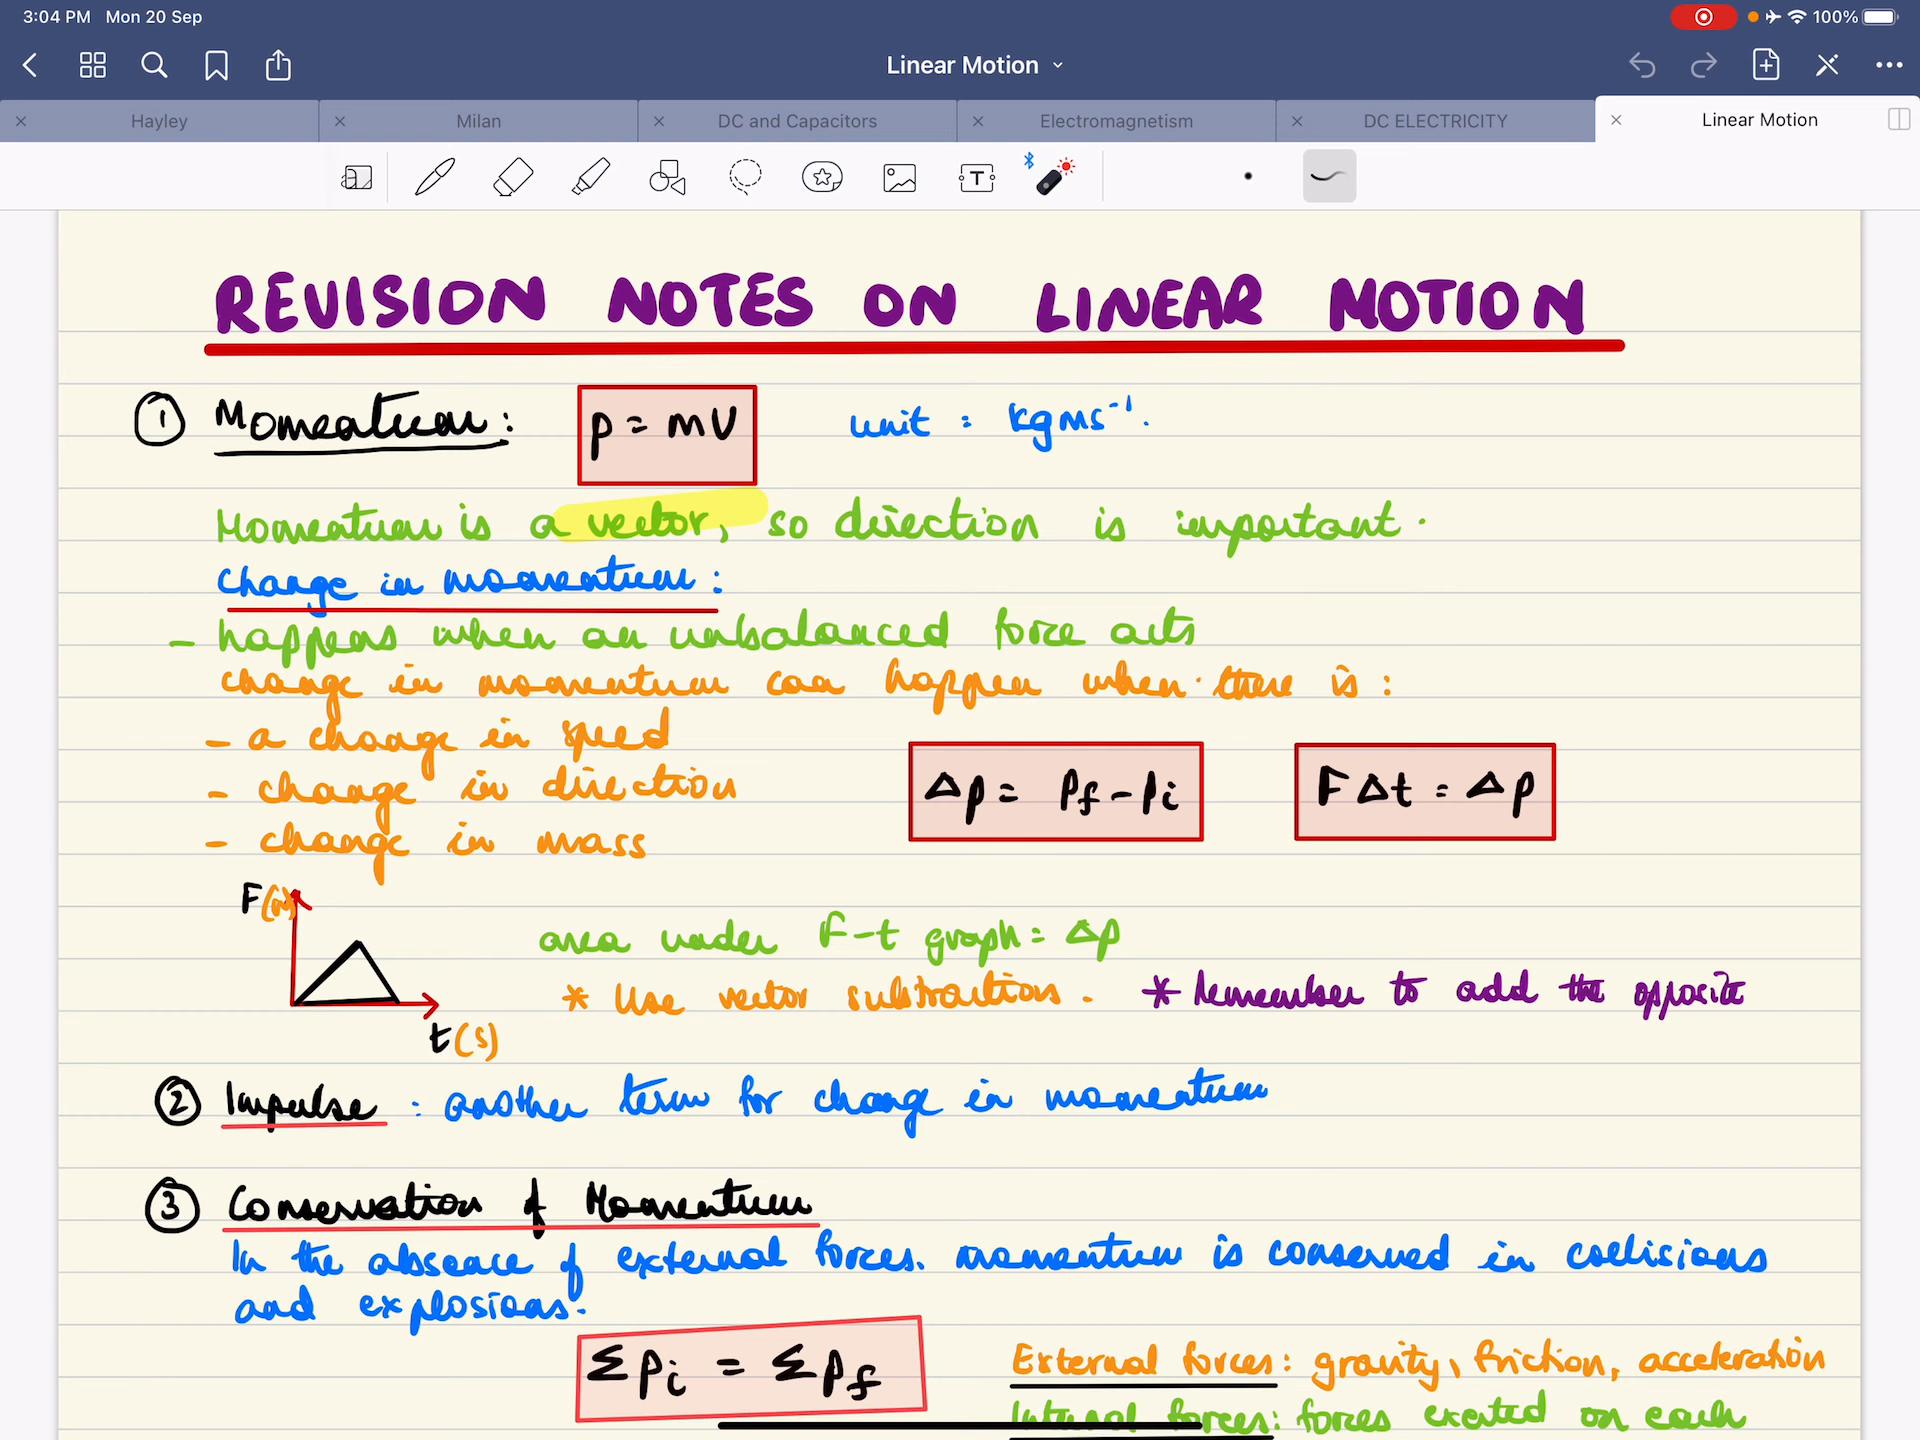 3:04 PM Mon 20 Sep
100%
Linear Motion
Hayley
Milan
DC and Capacitors
Electromagnetism
DC ELECTRICITY
Linear Motion
REVISION NOTES ON LINEAR MOTION
① Momentum: p = mv unit : kgms⁻¹.
Momentum is a vector, so direction is important.
Change in momentum:
- happens when an unbalanced force acts
change in momentum can happen when there is:
- a change in speed
- change in direction
- change in mass
Δp = pf - pi
FΔt = Δp
F(N)
t(s)
area under F-t graph = Δp
* Use vector subtraction. * Remember to add the opposite
② Impulse : another term for change in momentum
③ Conservation of Momentum
In the absence of external forces. momentum is conserved in collisions
and explosions.
Σpi = Σpf
External forces: gravity, friction, acceleration
Internal forces: forces exerted on each